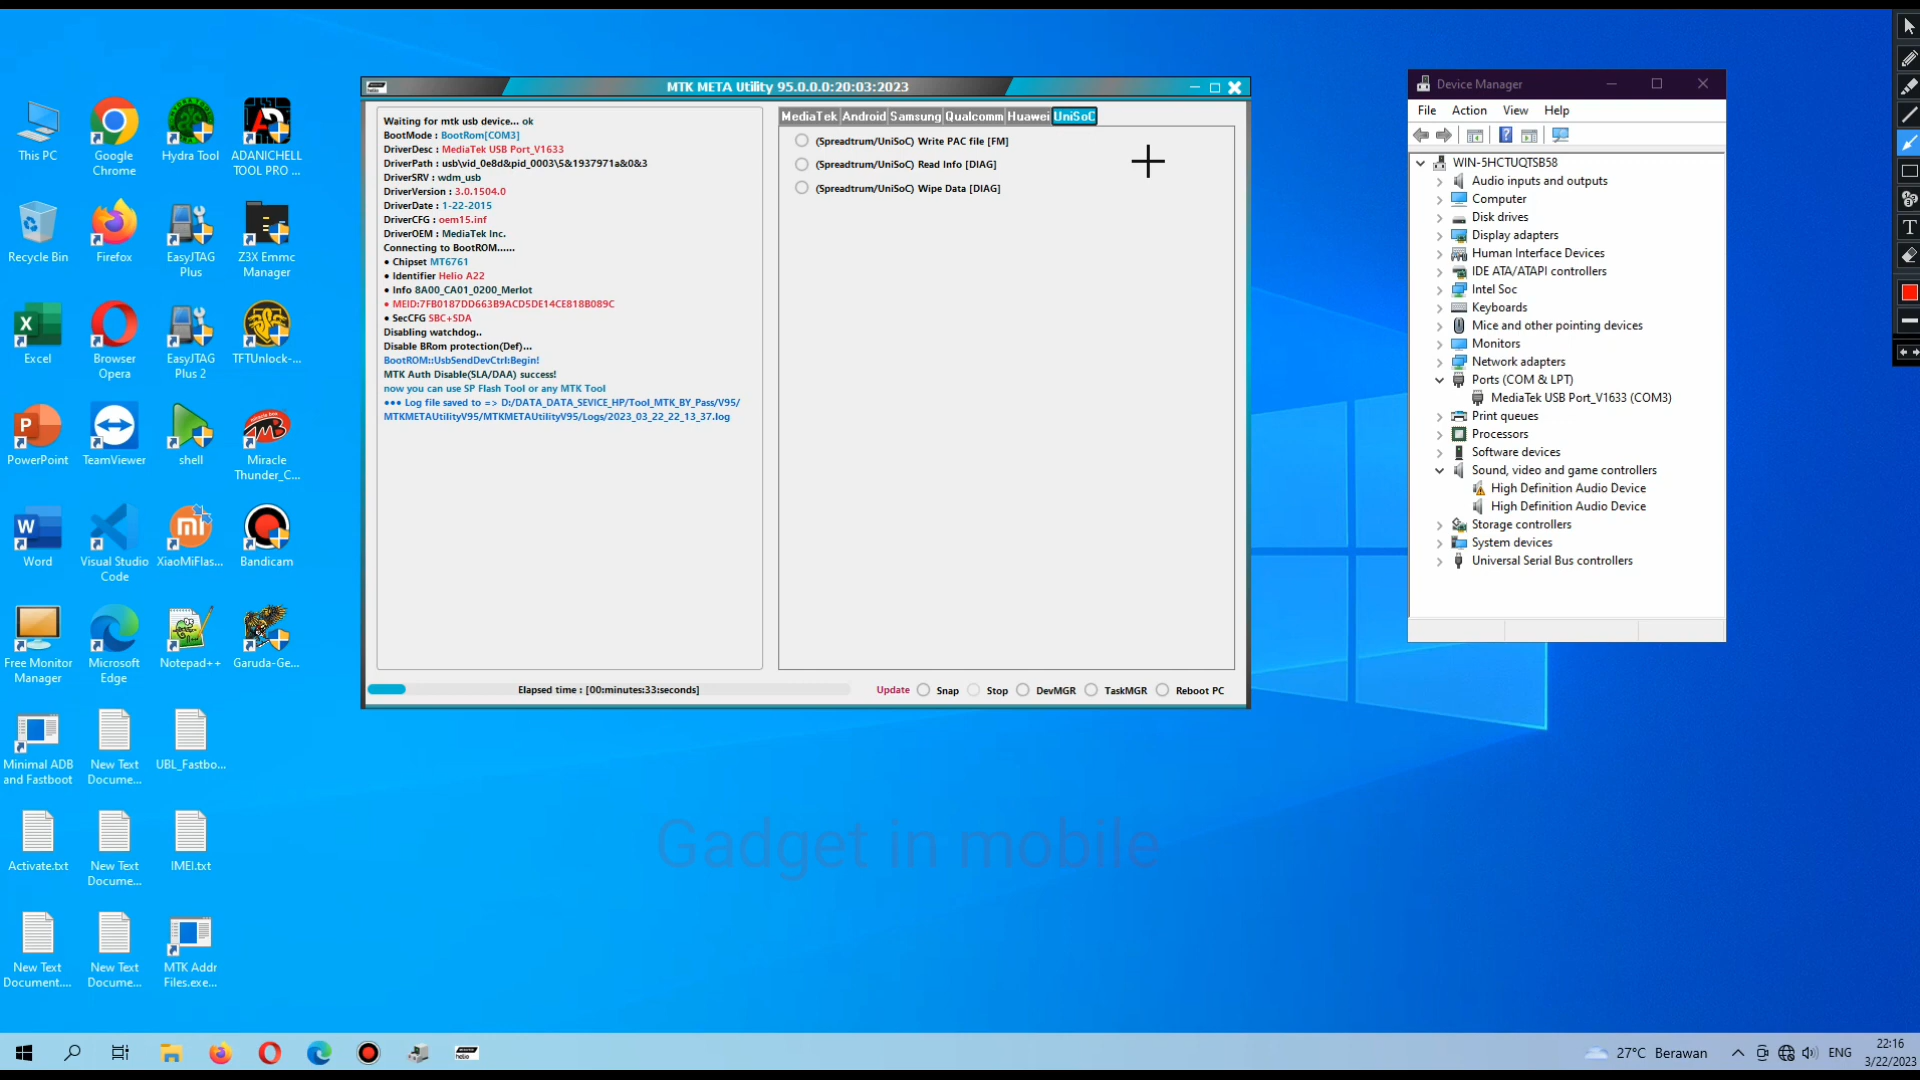 This PC
Google
Chrome
Hydra Tool
ADANICHELL
TOOL PRO ...
Recycle Bin
Firefox
EasyJTAG
Plus
Z3X Emmc
Manager
Excel
Browser
Opera
EasyJTAG
Plus 2
TFTUnlock-...
PowerPoint
TeamViewer
shell
Miracle
Thunder_C...
Word
Visual Studio
Code
XiaoMiFlas...
Bandicam
Free Monitor
Manager
Microsoft
Edge
Notepad++
Garuda-Ge...
Minimal ADB
and Fastboot
New Text
Docume...
UBL_Fastbo...
Activate.txt
New Text
Docume...
IMEI.txt
New Text
Document....
New Text
Docume...
MTK Addr
Files.exe...
MTK META Utility 95.0.0.0:20:03:2023
Waiting for mtk usb device... ok
BootMode : BootRom[COM3]
DriverDesc : MediaTek USB Port_V1633
DriverPath : usb\vid_0e8d&pid_0003\5&1937971a&0&3
DriverSRV : wdm_usb
DriverVersion : 3.0.1504.0
DriverDate : 1-22-2015
DriverCFG : oem15.inf
DriverOEM : MediaTek Inc.
Connecting to BootROM......
• Chipset MT6761
• Identifier Helio A22
• Info 8A00_CA01_0200_Merlot
• MEID:7FB0187DD663B9ACD5DE14CE818B089C
• SecCFG SBC+SDA
Disabling watchdog..
Disable BRom protection(Def)...
BootROM::UsbSendDevCtrl:Begin!
MTK Auth Disable(SLA/DAA) success!
now you can use SP Flash Tool or any MTK Tool
••• Log file saved to => D:/DATA_DATA_SEVICE_HP/Tool_MTK_BY_Pass/V95/
MTKMETAUtilityV95/MTKMETAUtilityV95/Logs/2023_03_22_22_13_37.log
MediaTek Android Samsung Qualcomm Huawei UniSoC
(Spreadtrum/UniSoC) Write PAC file [FM]
(Spreadtrum/UniSoC) Read Info [DIAG]
(Spreadtrum/UniSoC) Wipe Data [DIAG]
Elapsed time : [00:minutes:33:seconds]
Update Snap Stop DevMGR TaskMGR Reboot PC
Device Manager
File Action View Help
WIN-5HCTUQTSB58
Audio inputs and outputs
Computer
Disk drives
Display adapters
Human Interface Devices
IDE ATA/ATAPI controllers
Intel Soc
Keyboards
Mice and other pointing devices
Monitors
Network adapters
Ports (COM & LPT)
MediaTek USB Port_V1633 (COM3)
Print queues
Processors
Software devices
Sound, video and game controllers
High Definition Audio Device
High Definition Audio Device
Storage controllers
System devices
Universal Serial Bus controllers
Gadget in mobile
27°C Berawan
ENG
22:16
3/22/2023